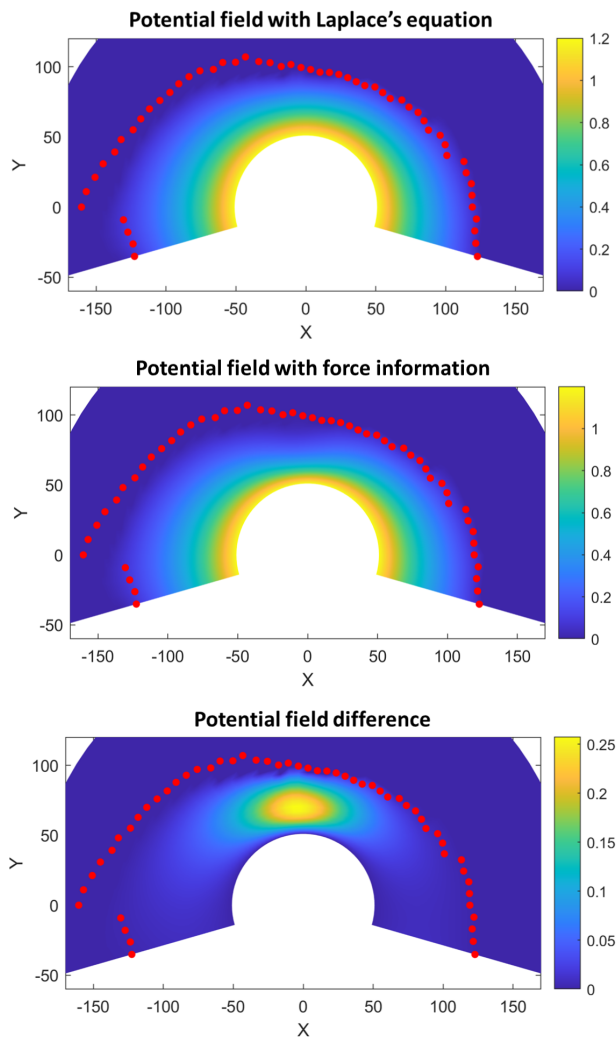 Potential field with Laplace's equation
100
50
0
-50
Y
-150 -100 -50 0 50 100 150
X
1.2
1
0.8
0.6
0.4
0.2
0
Potential field with force information
100
50
0
-50
Y
-150 -100 -50 0 50 100 150
X
1
0.8
0.6
0.4
0.2
0
Potential field difference
100
50
0
-50
Y
-150 -100 -50 0 50 100 150
X
0.25
0.2
0.15
0.1
0.05
0